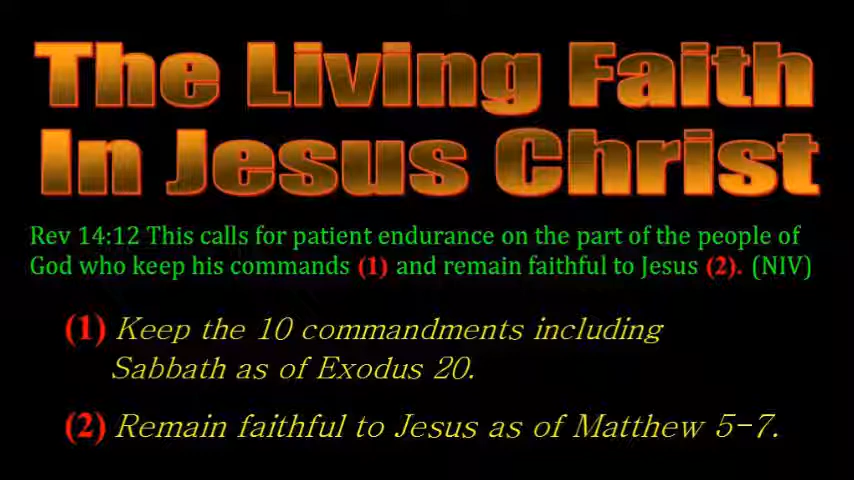 The Living Faith
In Jesus Christ
Rev 14:12 This calls for patient endurance on the part of the people of
God who keep his commands (1) and remain faithful to Jesus (2). (NIV)
(1) Keep the 10 commandments including
Sabbath as of Exodus 20.
(2) Remain faithful to Jesus as of Matthew 5-7.